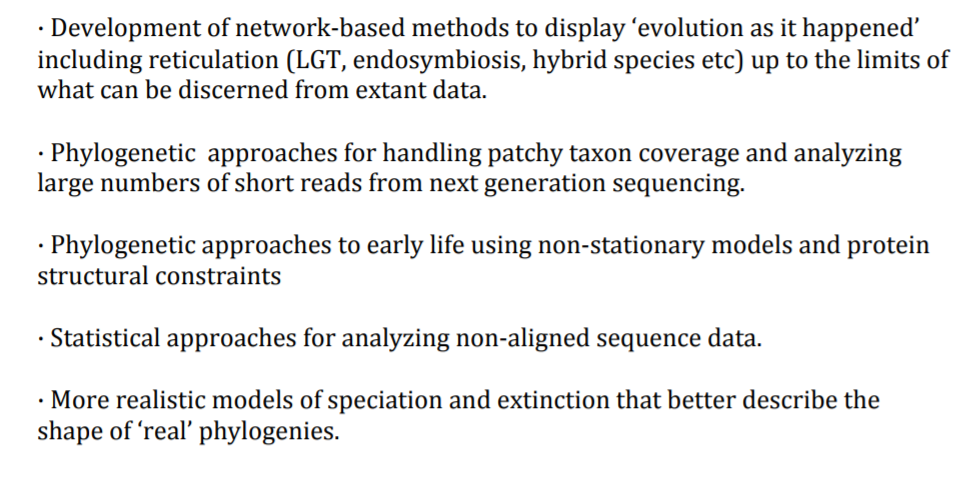 · Development of network-based methods to display ‘evolution as it happened’
including reticulation (LGT, endosymbiosis, hybrid species etc) up to the limits of
what can be discerned from extant data.
· Phylogenetic  approaches for handling patchy taxon coverage and analyzing
large numbers of short reads from next generation sequencing.
· Phylogenetic approaches to early life using non-stationary models and protein
structural constraints
· Statistical approaches for analyzing non-aligned sequence data.
· More realistic models of speciation and extinction that better describe the
shape of ‘real’ phylogenies.